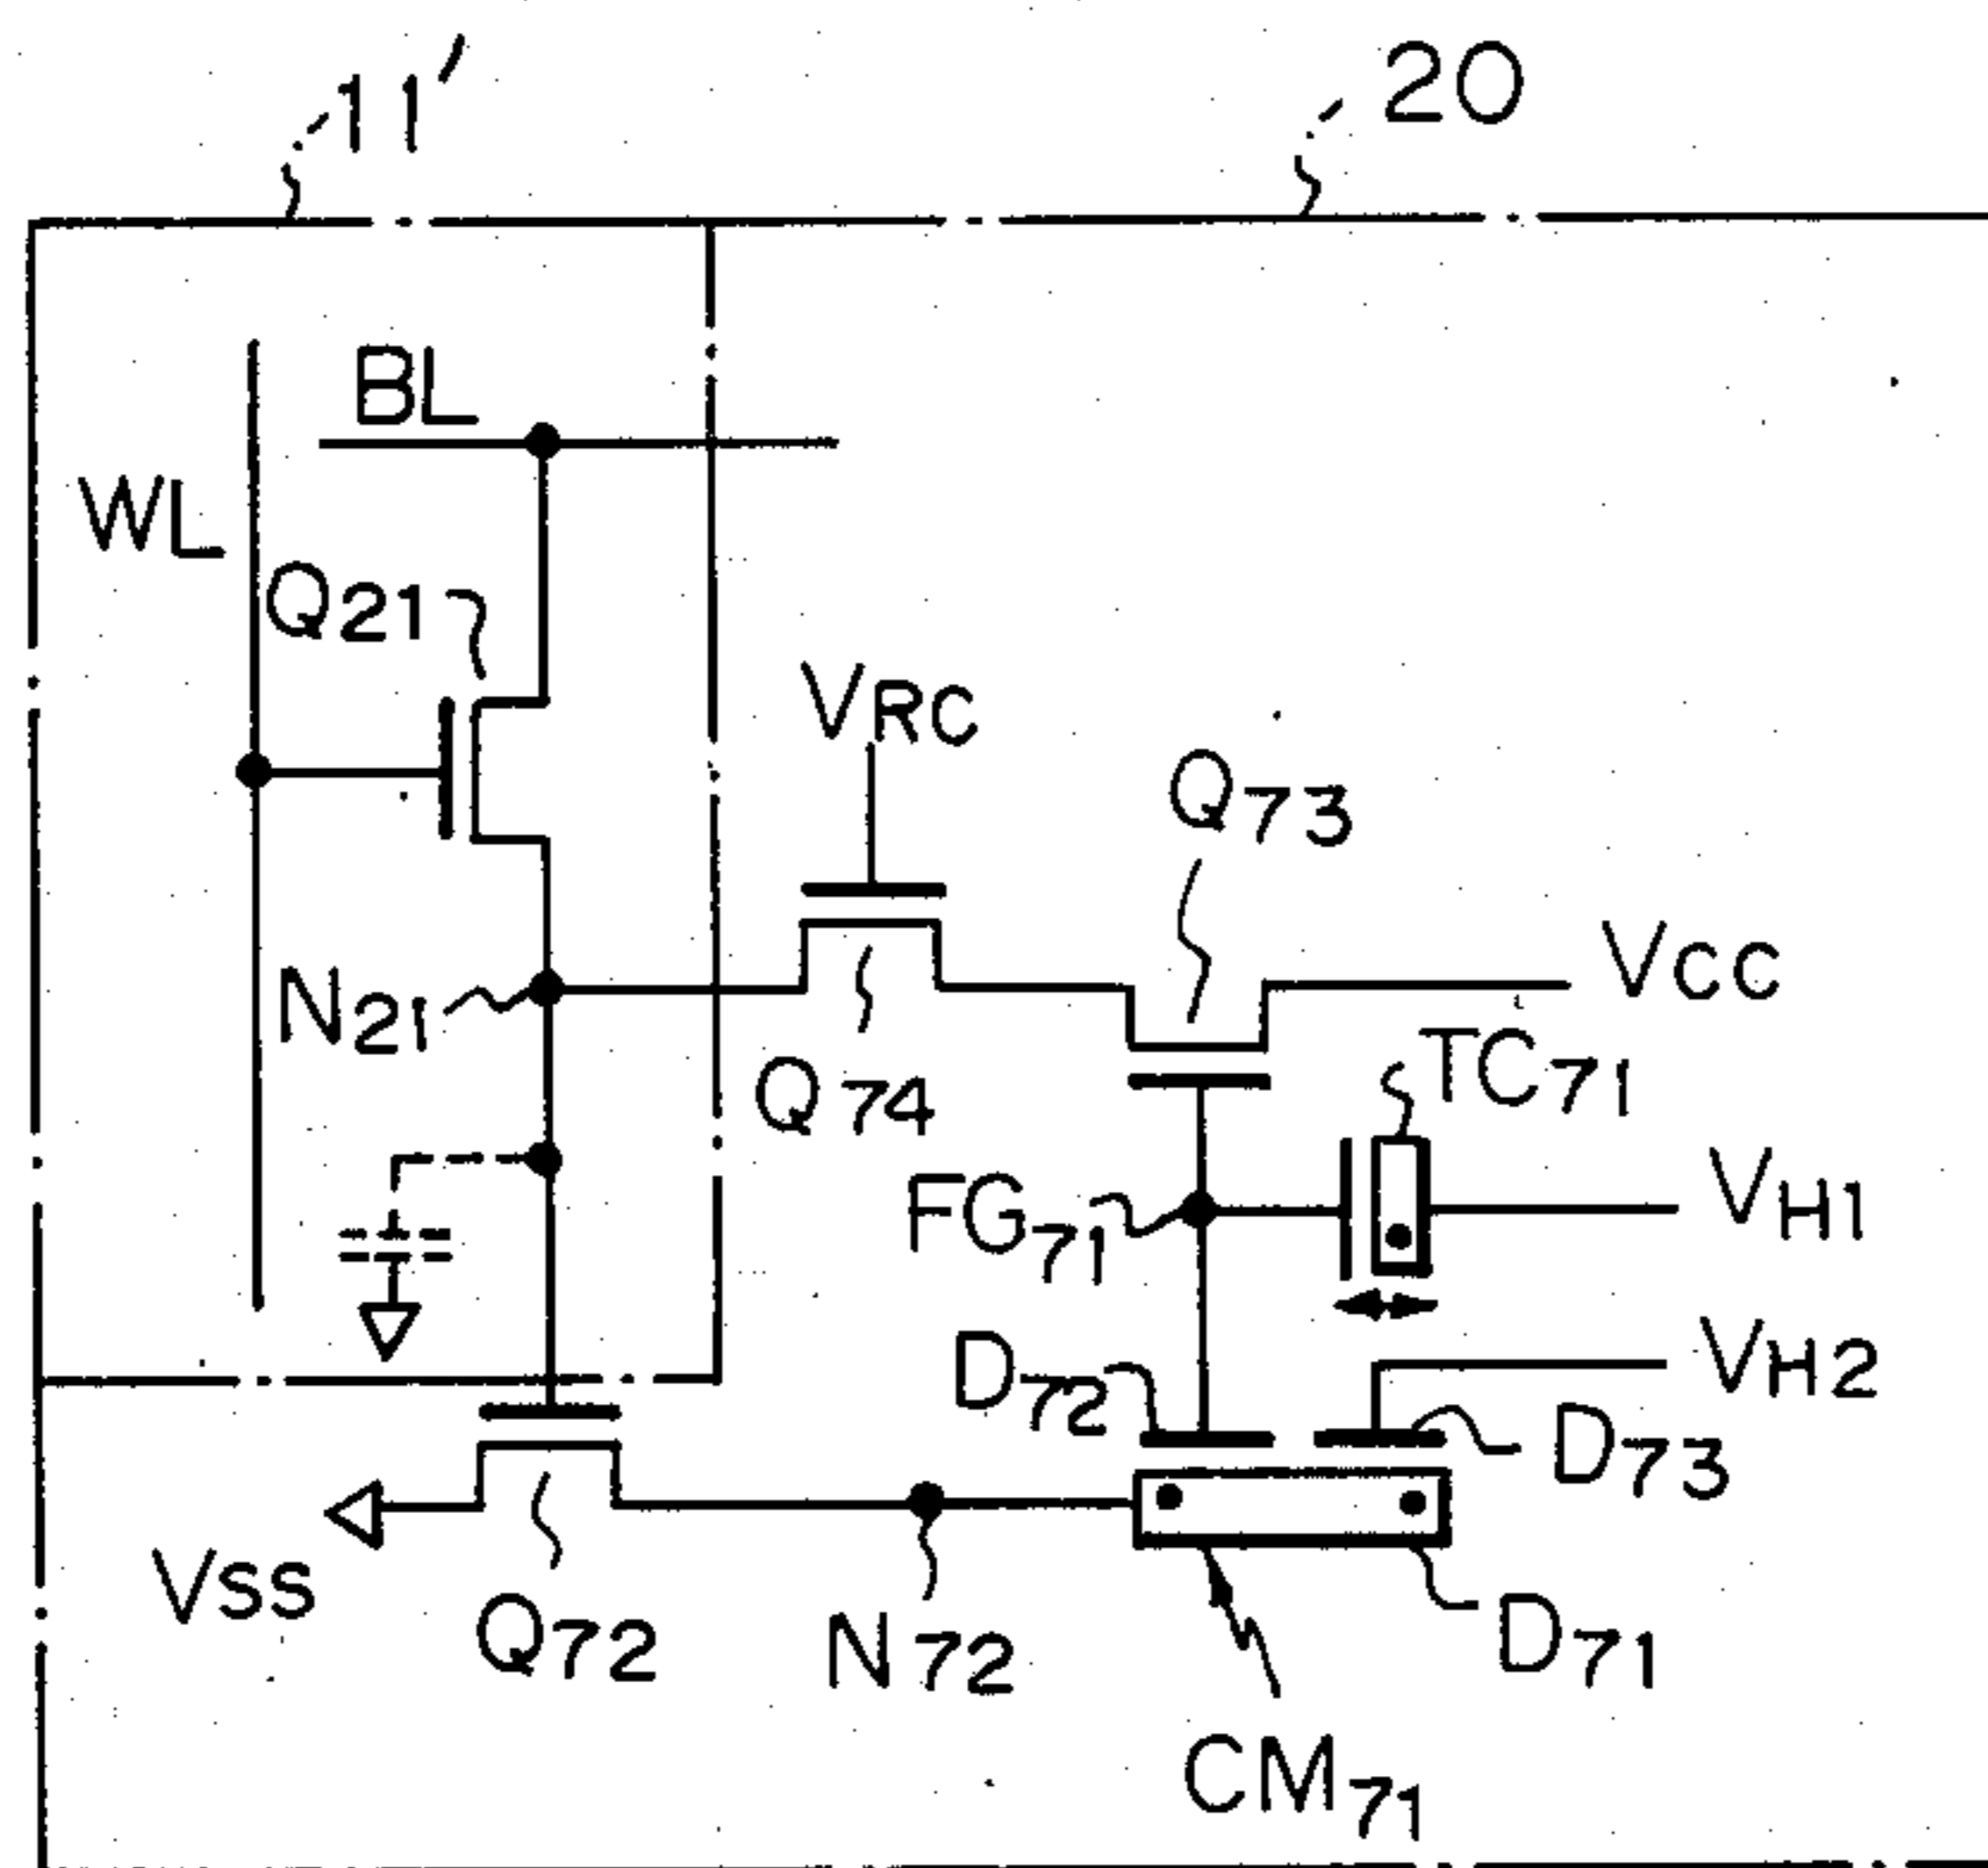 11′
20
BL
WL
Q21
VRC
Q73
VCC
N21
Q74
TC71
FG71
VH1
D72
VH2
D73
VSS
Q72
N72
D71
CM71